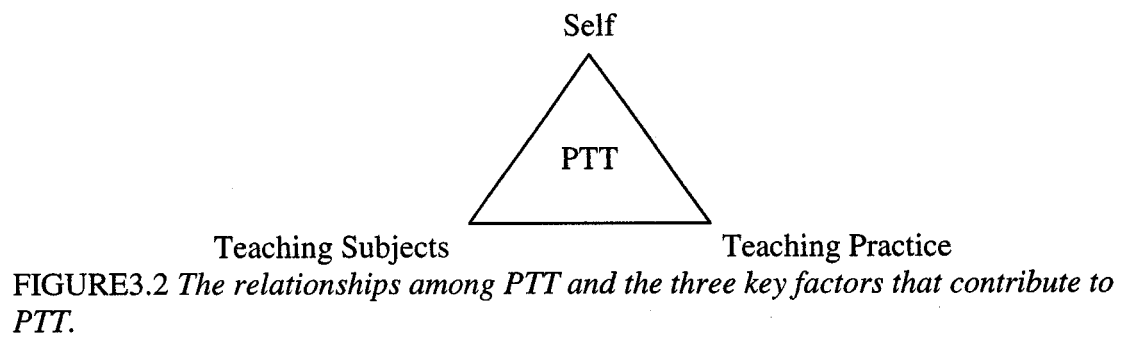 Self
PTT
Teaching Subjects
Teaching Practice
FIGURE3.2 The relationships among PTT and the three key factors that contribute to
PTT.